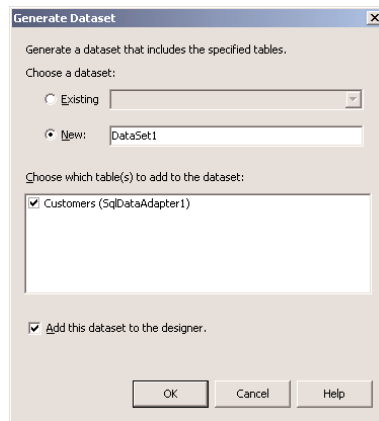 Generate Dataset
Generate a dataset that includes the specified tables.
Choose a dataset:
Existing
New: DataSet1
Choose which table(s) to add to the dataset:
Customers (SqlDataAdapter1)
Add this dataset to the designer.
OK Cancel Help